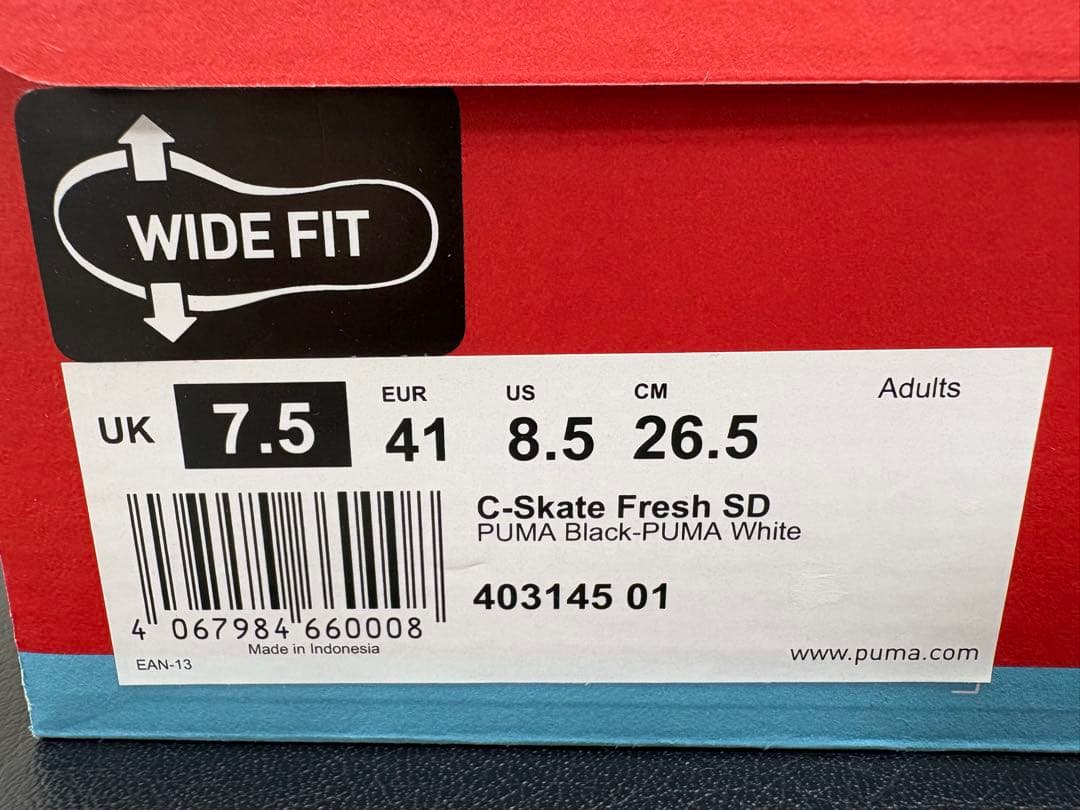 WIDE FIT
UK 7.5 EUR 41 US 8.5 CM 26.5 Adults
C-Skate Fresh SD
PUMA Black-PUMA White
403145 01
4 067984 660008
Made in Indonesia
EAN-13
www.puma.com